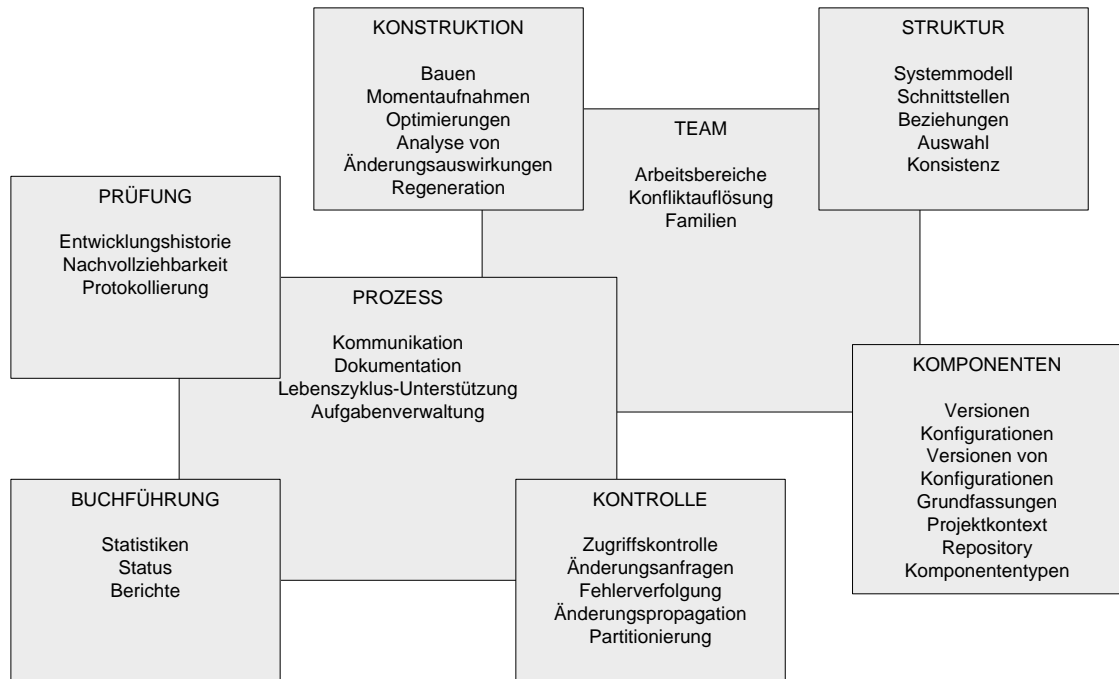 KONSTRUKTION
Bauen
Momentaufnahmen
Optimierungen
Analyse von
Änderungsauswirkungen
Regeneration
STRUKTUR
Systemmodell
Schnittstellen
Beziehungen
Auswahl
Konsistenz
TEAM
Arbeitsbereiche
Konfliktauflösung
Familien
PRÜFUNG
Entwicklungshistorie
Nachvollziehbarkeit
Protokollierung
PROZESS
Kommunikation
Dokumentation
Lebenszyklus-Unterstützung
Aufgabenverwaltung
KOMPONENTEN
Versionen
Konfigurationen
Versionen von
Konfigurationen
Grundfassungen
Projektkontext
Repository
Komponententypen
BUCHFÜHRUNG
Statistiken
Status
Berichte
KONTROLLE
Zugriffskontrolle
Änderungsanfragen
Fehlerverfolgung
Änderungspropagation
Partitionierung